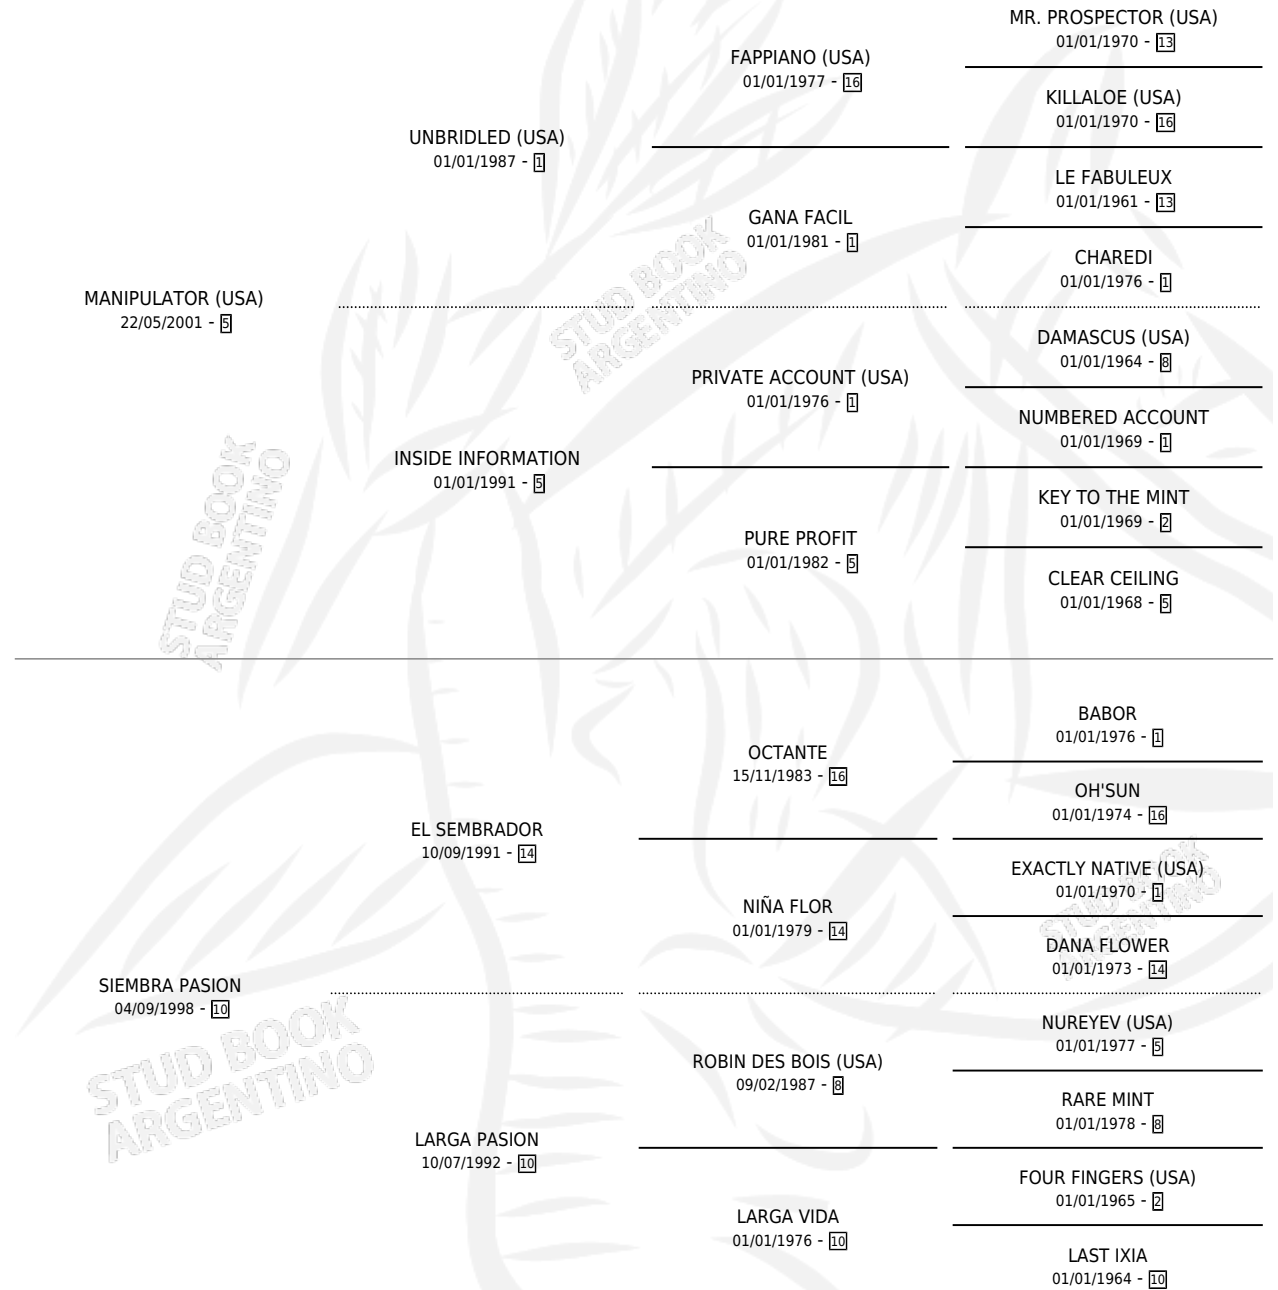 MR. PROSPECTOR (USA)
01/01/1970 - 13
FAPPIANO (USA)
01/01/1977 - 16
KILLALOE (USA)
01/01/1970 - 16
UNBRIDLED (USA)
01/01/1987 - 1
LE FABULEUX
01/01/1961 - 13
GANA FACIL
01/01/1981 - 1
CHAREDI
01/01/1976 - 1
MANIPULATOR (USA)
22/05/2001 - 5
DAMASCUS (USA)
01/01/1964 - 8
PRIVATE ACCOUNT (USA)
01/01/1976 - 1
NUMBERED ACCOUNT
01/01/1969 - 1
INSIDE INFORMATION
01/01/1991 - 5
KEY TO THE MINT
01/01/1969 - 2
PURE PROFIT
01/01/1982 - 5
CLEAR CEILING
01/01/1968 - 5
BABOR
01/01/1976 - 1
OCTANTE
15/11/1983 - 16
OH'SUN
01/01/1974 - 16
EL SEMBRADOR
10/09/1991 - 14
EXACTLY NATIVE (USA)
01/01/1970 - 1
NIÑA FLOR
01/01/1979 - 14
DANA FLOWER
01/01/1973 - 14
SIEMBRA PASION
04/09/1998 - 10
NUREYEV (USA)
01/01/1977 - 5
ROBIN DES BOIS (USA)
09/02/1987 - 8
RARE MINT
01/01/1978 - 8
LARGA PASION
10/07/1992 - 10
FOUR FINGERS (USA)
01/01/1965 - 2
LARGA VIDA
01/01/1976 - 10
LAST IXIA
01/01/1964 - 10
STUD BOOK
ARGENTINO
STUD BOOK
ARGENTINO
STUD BOOK
ARGENTINO
STUD BOOK
ARGENTINO